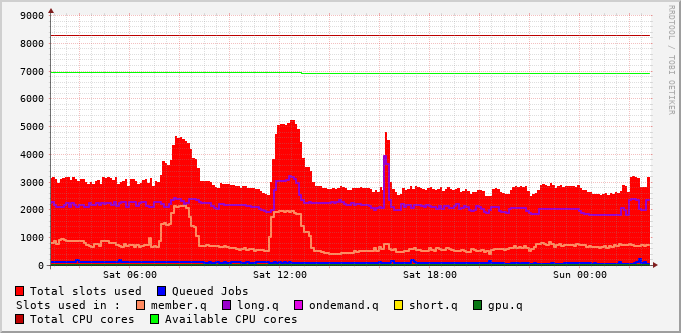 9000
8000
7000
6000
5000
4000
3000
2000
1000
0
Sat 06:00 Sat 12:00 Sat 18:00 Sun 00:00
RRDTOOL / TOBI OETIKER
Total slots used Queued Jobs
Slots used in : member.q long.q ondemand.q short.q gpu.q
Total CPU cores Available CPU cores